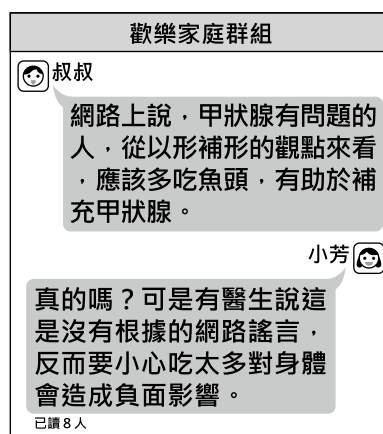 歡樂家庭群組
叔叔
網路上說，甲狀腺有問題的
人，從以形補形的觀點來看
，應該多吃魚頭，有助於補
充甲狀腺。
小芳
真的嗎？可是有醫生說這
是沒有根據的網路謠言，
反而要小心吃太多對身體
會造成負面影響。
已讀8人